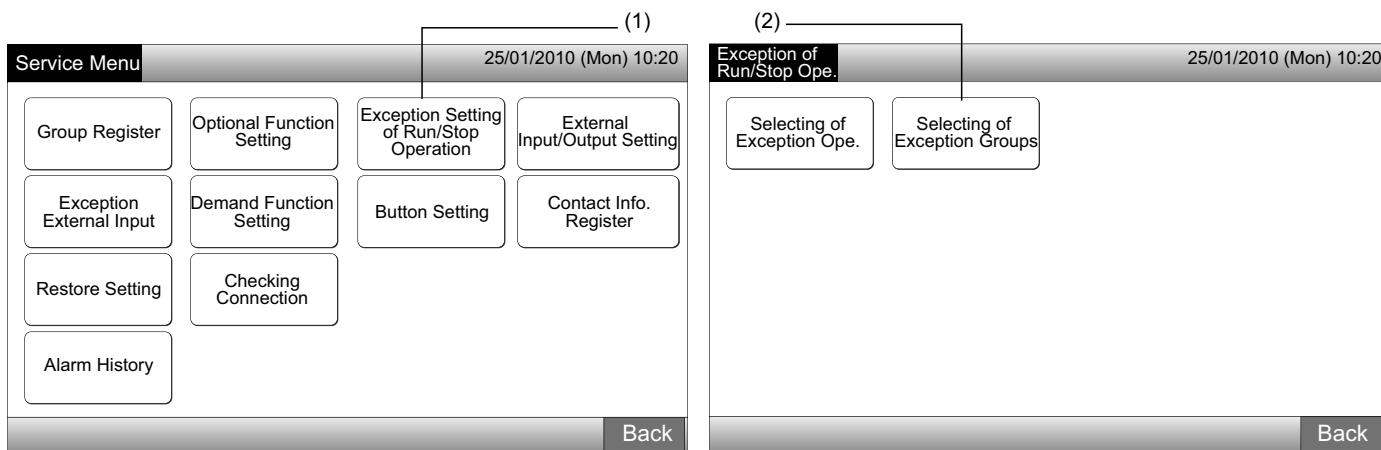 (1)
Service Menu
25/01/2010 (Mon) 10:20
Group Register
Optional Function
Setting
Exception Setting
of Run/Stop
Operation
External
Input/Output Setting
Exception
External Input
Demand Function
Setting
Button Setting
Contact Info.
Register
Restore Setting
Checking
Connection
Alarm History
Back
(2)
Exception of
Run/Stop Ope.
25/01/2010 (Mon) 10:20
Selecting of
Exception Ope.
Selecting of
Exception Groups
Back